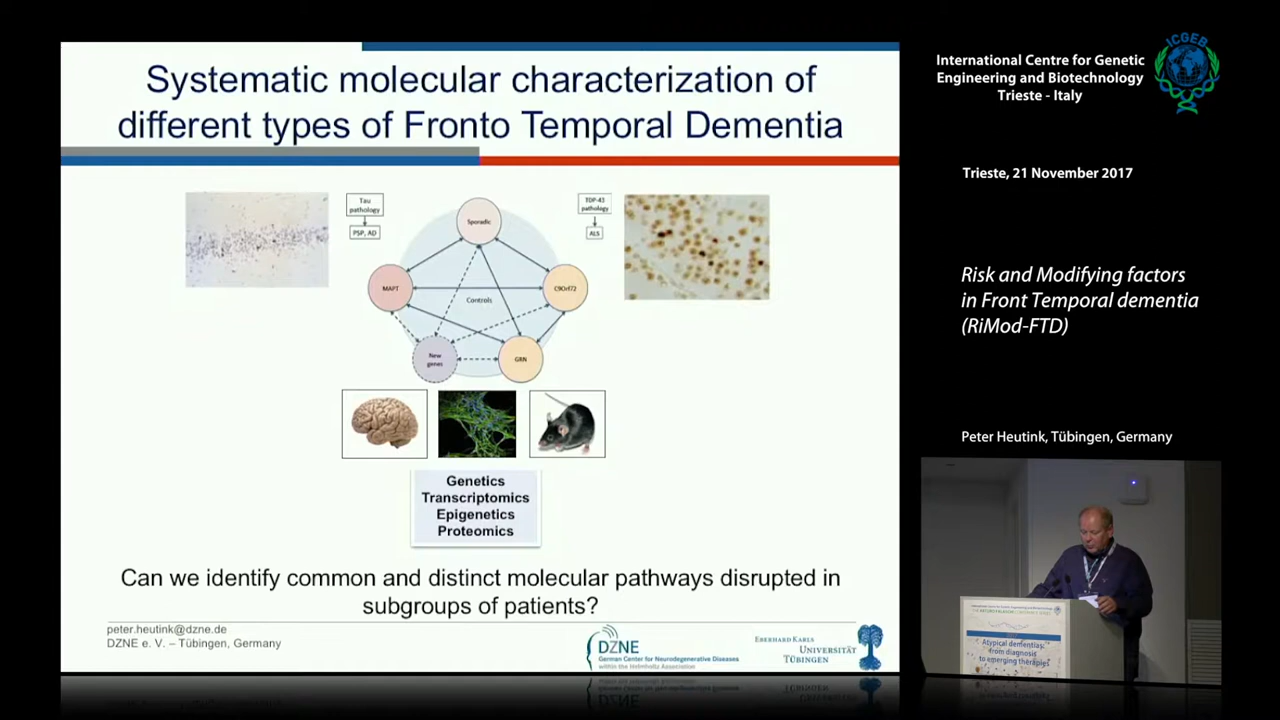 Systematic molecular characterization of
different types of Fronto Temporal Dementia
Tau
pathology
PSP, AD
TDP-43
pathology
ALS
Sporadic
MAPT
C9Orf72
Controls
New
genes
GRN
Genetics
Transcriptomics
Epigenetics
Proteomics
Can we identify common and distinct molecular pathways disrupted in
subgroups of patients?
peter.heutink@dzne.de
DZNE e. V. – Tübingen, Germany
DZNE
German Center for Neurodegenerative Diseases
within the Helmholtz Association
EBERHARD KARLS
UNIVERSITÄT
TÜBINGEN
International Centre for Genetic
Engineering and Biotechnology
Trieste - Italy
ICGEB
Trieste, 21 November 2017
Risk and Modifying factors
in Front Temporal dementia
(RiMod-FTD)
Peter Heutink, Tübingen, Germany
Atypical dementias:
from diagnosis
to emerging therapies